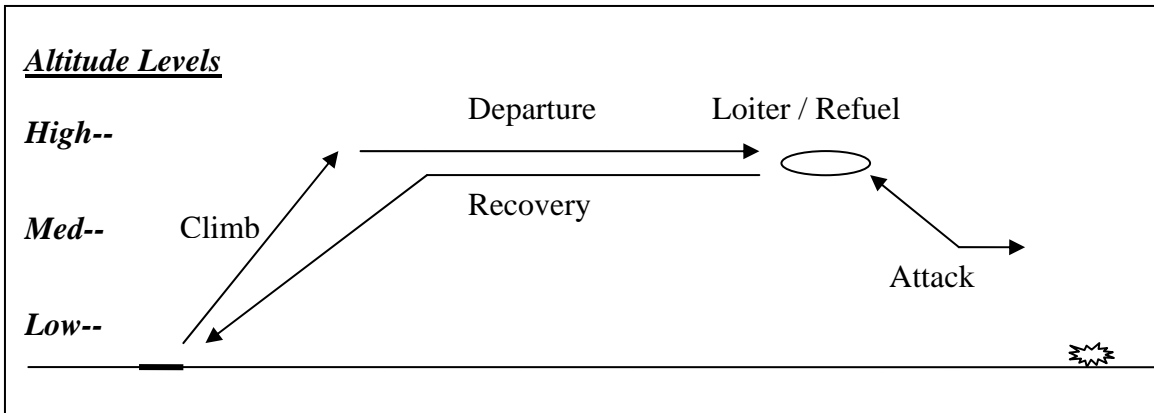 Altitude Levels
Departure Loiter / Refuel
High--
Recovery
Med-- Climb
Attack
Low--